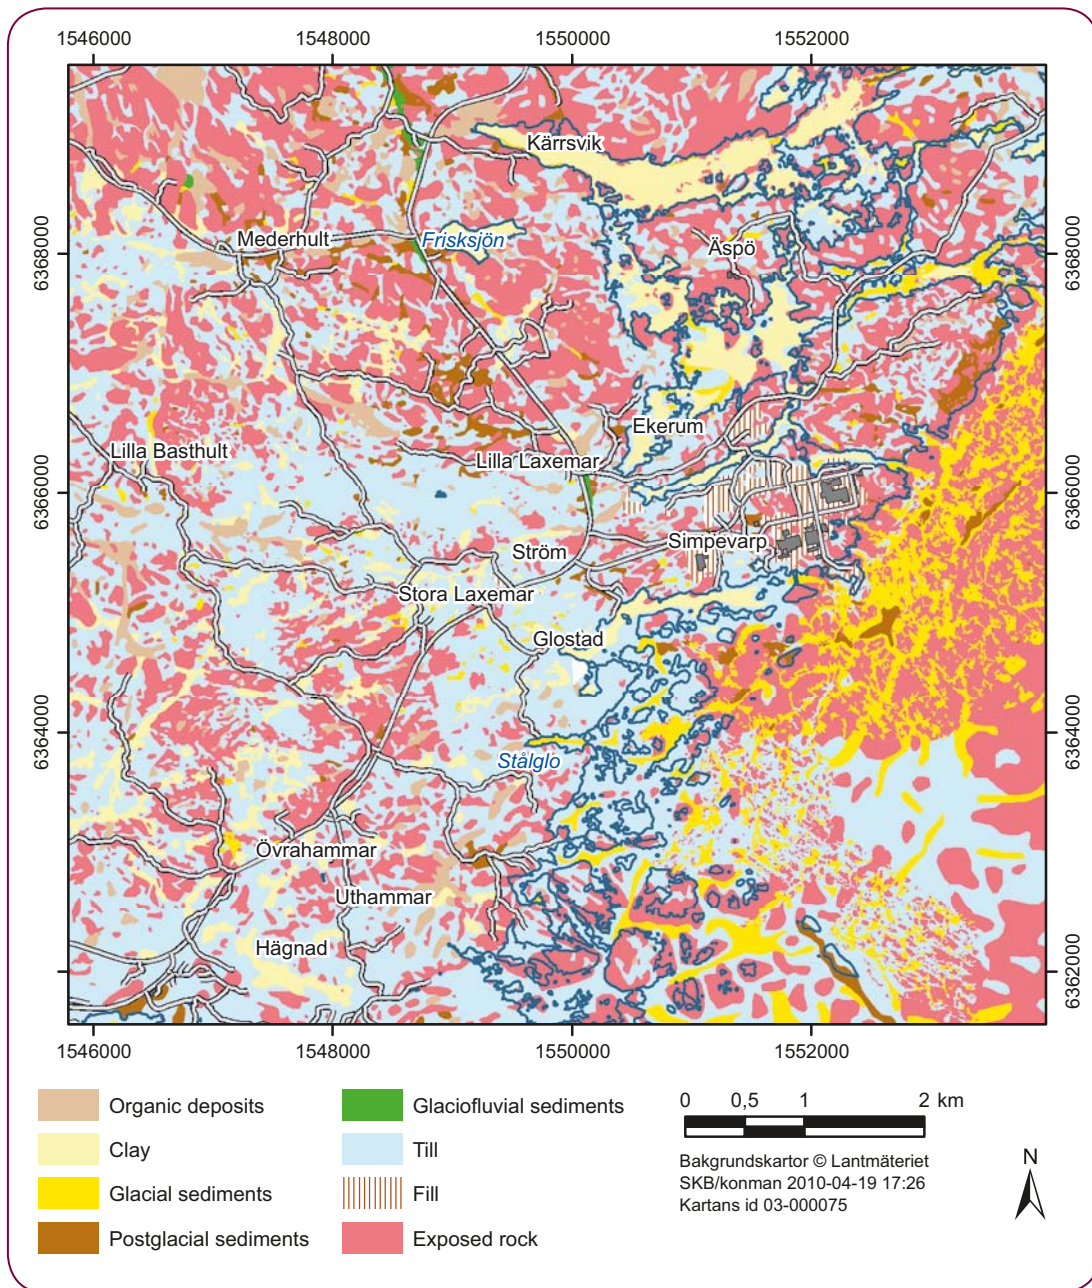 1546000 1548000 1550000 1552000
Kärrsvik
6368000 Mederhult Frisksjön Äspö 6368000
Ekerum
Lilla Basthult Lilla Laxemar
6366000 6366000
Simpevarp
Ström
Stora Laxemar
Glostad
6364000 6364000
Stålglo
Övrahammar
Uthammar
Hägnad
6362000 6362000
1546000 1548000 1550000 1552000
Organic deposits
Clay
Glacial sediments
Postglacial sediments
Glaciofluvial sediments
Till
Fill
Exposed rock
0 0,5 1 2 km
Bakgrundskartor © Lantmäteriet
SKB/konman 2010-04-19 17:26
Kartans id 03-000075
N